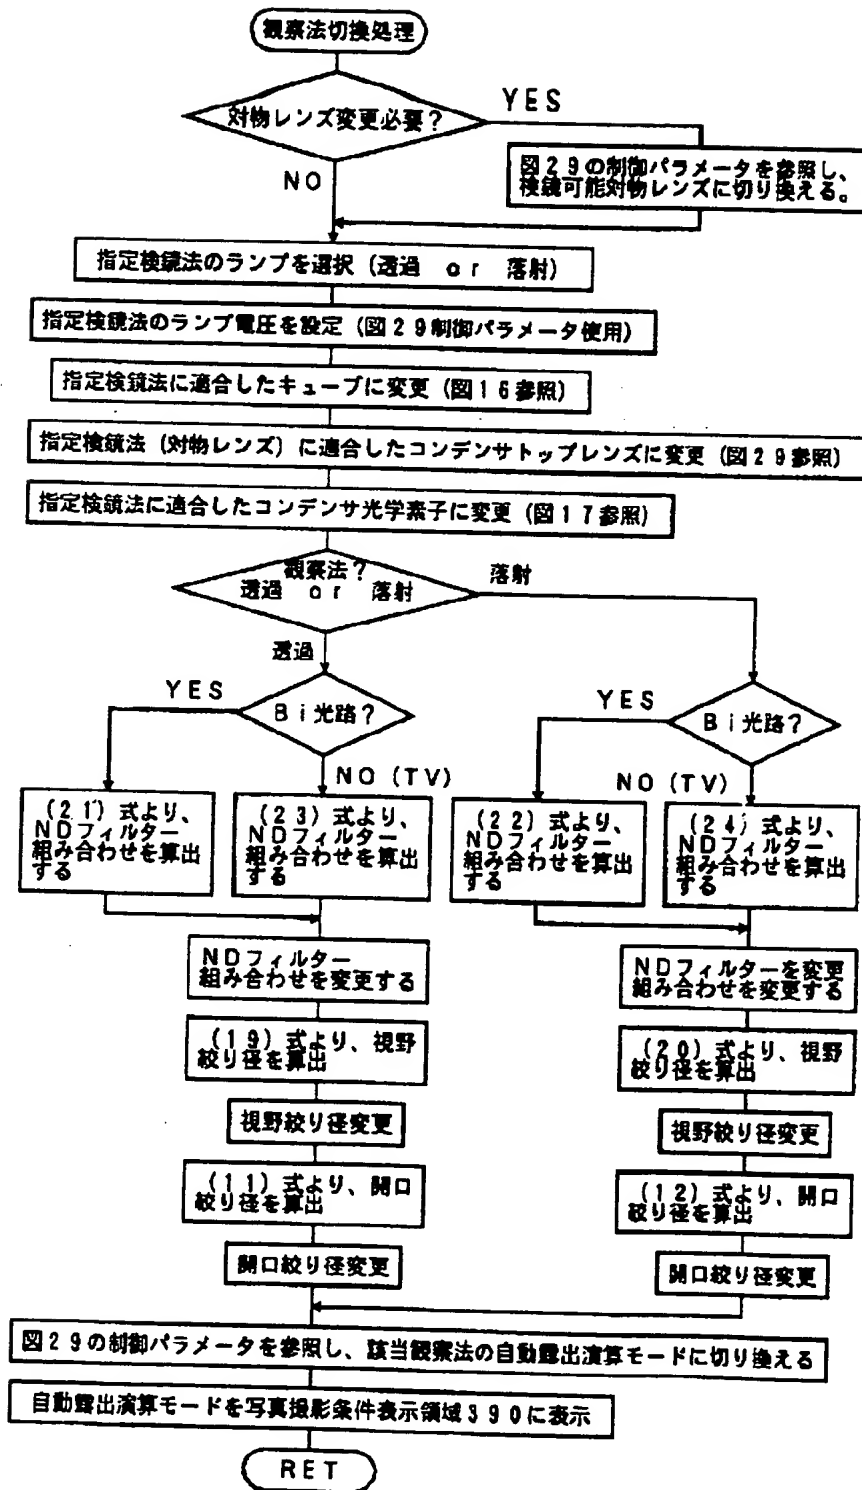 観察法切換処理
対物レンズ変更必要?
YES
NO
図29の制御パラメータを参照し、
検鏡可能対物レンズに切り換える。
指定検鏡法のランプを選択 (透過 or 落射)
指定検鏡法のランプ電圧を設定 (図29制御パラメータ使用)
指定検鏡法に適合したキューブに変更 (図16参照)
指定検鏡法 (対物レンズ) に適合したコンデンサトップレンズに変更 (図29参照)
指定検鏡法に適合したコンデンサ光学素子に変更 (図17参照)
観察法?
透過 or 落射
落射
透過
YES
Bi光路?
NO (TV)
YES
Bi光路?
NO (TV)
(21) 式より、
NDフィルター
組み合わせを算出
する
(23) 式より、
NDフィルター
組み合わせを算出
する
(22) 式より、
NDフィルター
組み合わせを算出
する
(24) 式より、
NDフィルター
組み合わせを算出
する
NDフィルター
組み合わせを変更する
NDフィルターを変更
組み合わせを変更する
(19) 式より、視野
絞り径を算出
(20) 式より、視野
絞り径を算出
視野絞り径変更
視野絞り径変更
(11) 式より、開口
絞り径を算出
(12) 式より、開口
絞り径を算出
開口絞り径変更
開口絞り径変更
図29の制御パラメータを参照し、該当観察法の自動露出演算モードに切り換える
自動露出演算モードを写真撮影条件表示領域390に表示
RET